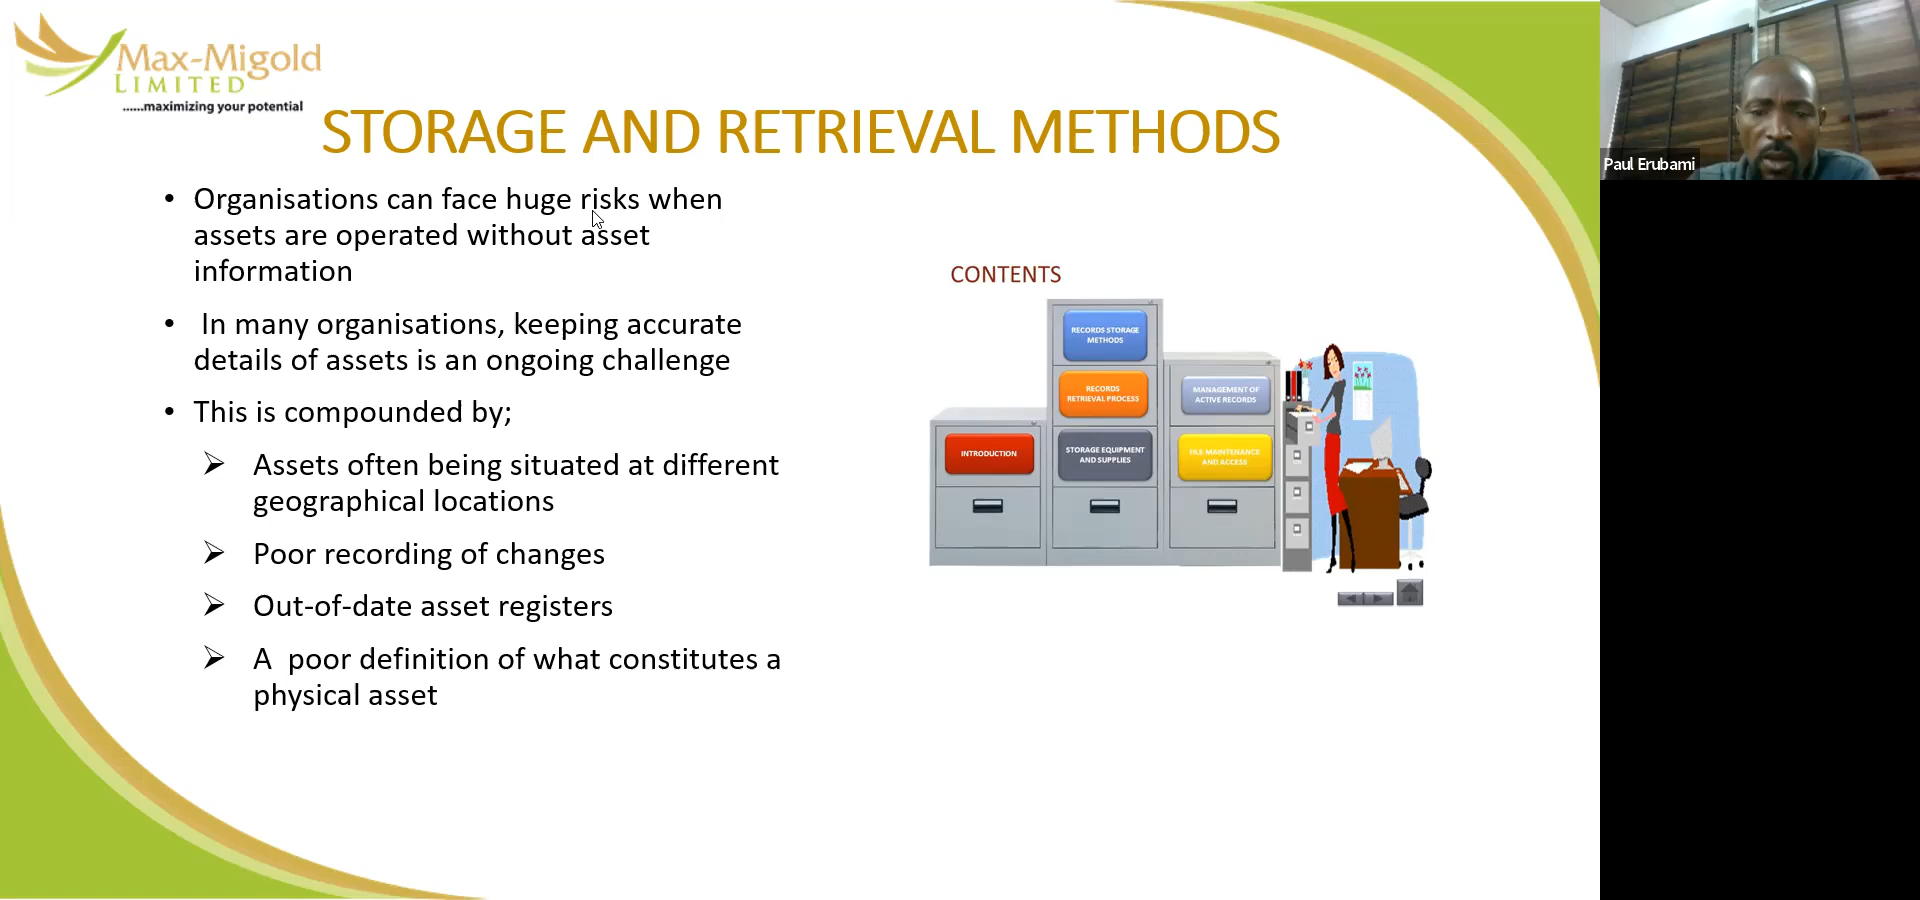 Max-Migold
LIMITED
......maximizing your potential
STORAGE AND RETRIEVAL METHODS
• Organisations can face huge risks when
assets are operated without asset
information
• In many organisations, keeping accurate
details of assets is an ongoing challenge
• This is compounded by;
➢ Assets often being situated at different
geographical locations
➢ Poor recording of changes
➢ Out-of-date asset registers
➢ A  poor definition of what constitutes a
physical asset
CONTENTS
RECORDS STORAGE
METHODS
RECORDS
RETRIEVAL PROCESS
MANAGEMENT OF
ACTIVE RECORDS
INTRODUCTION
STORAGE EQUIPMENT
AND SUPPLIES
FILE MAINTENANCE
AND ACCESS
Paul Erubami